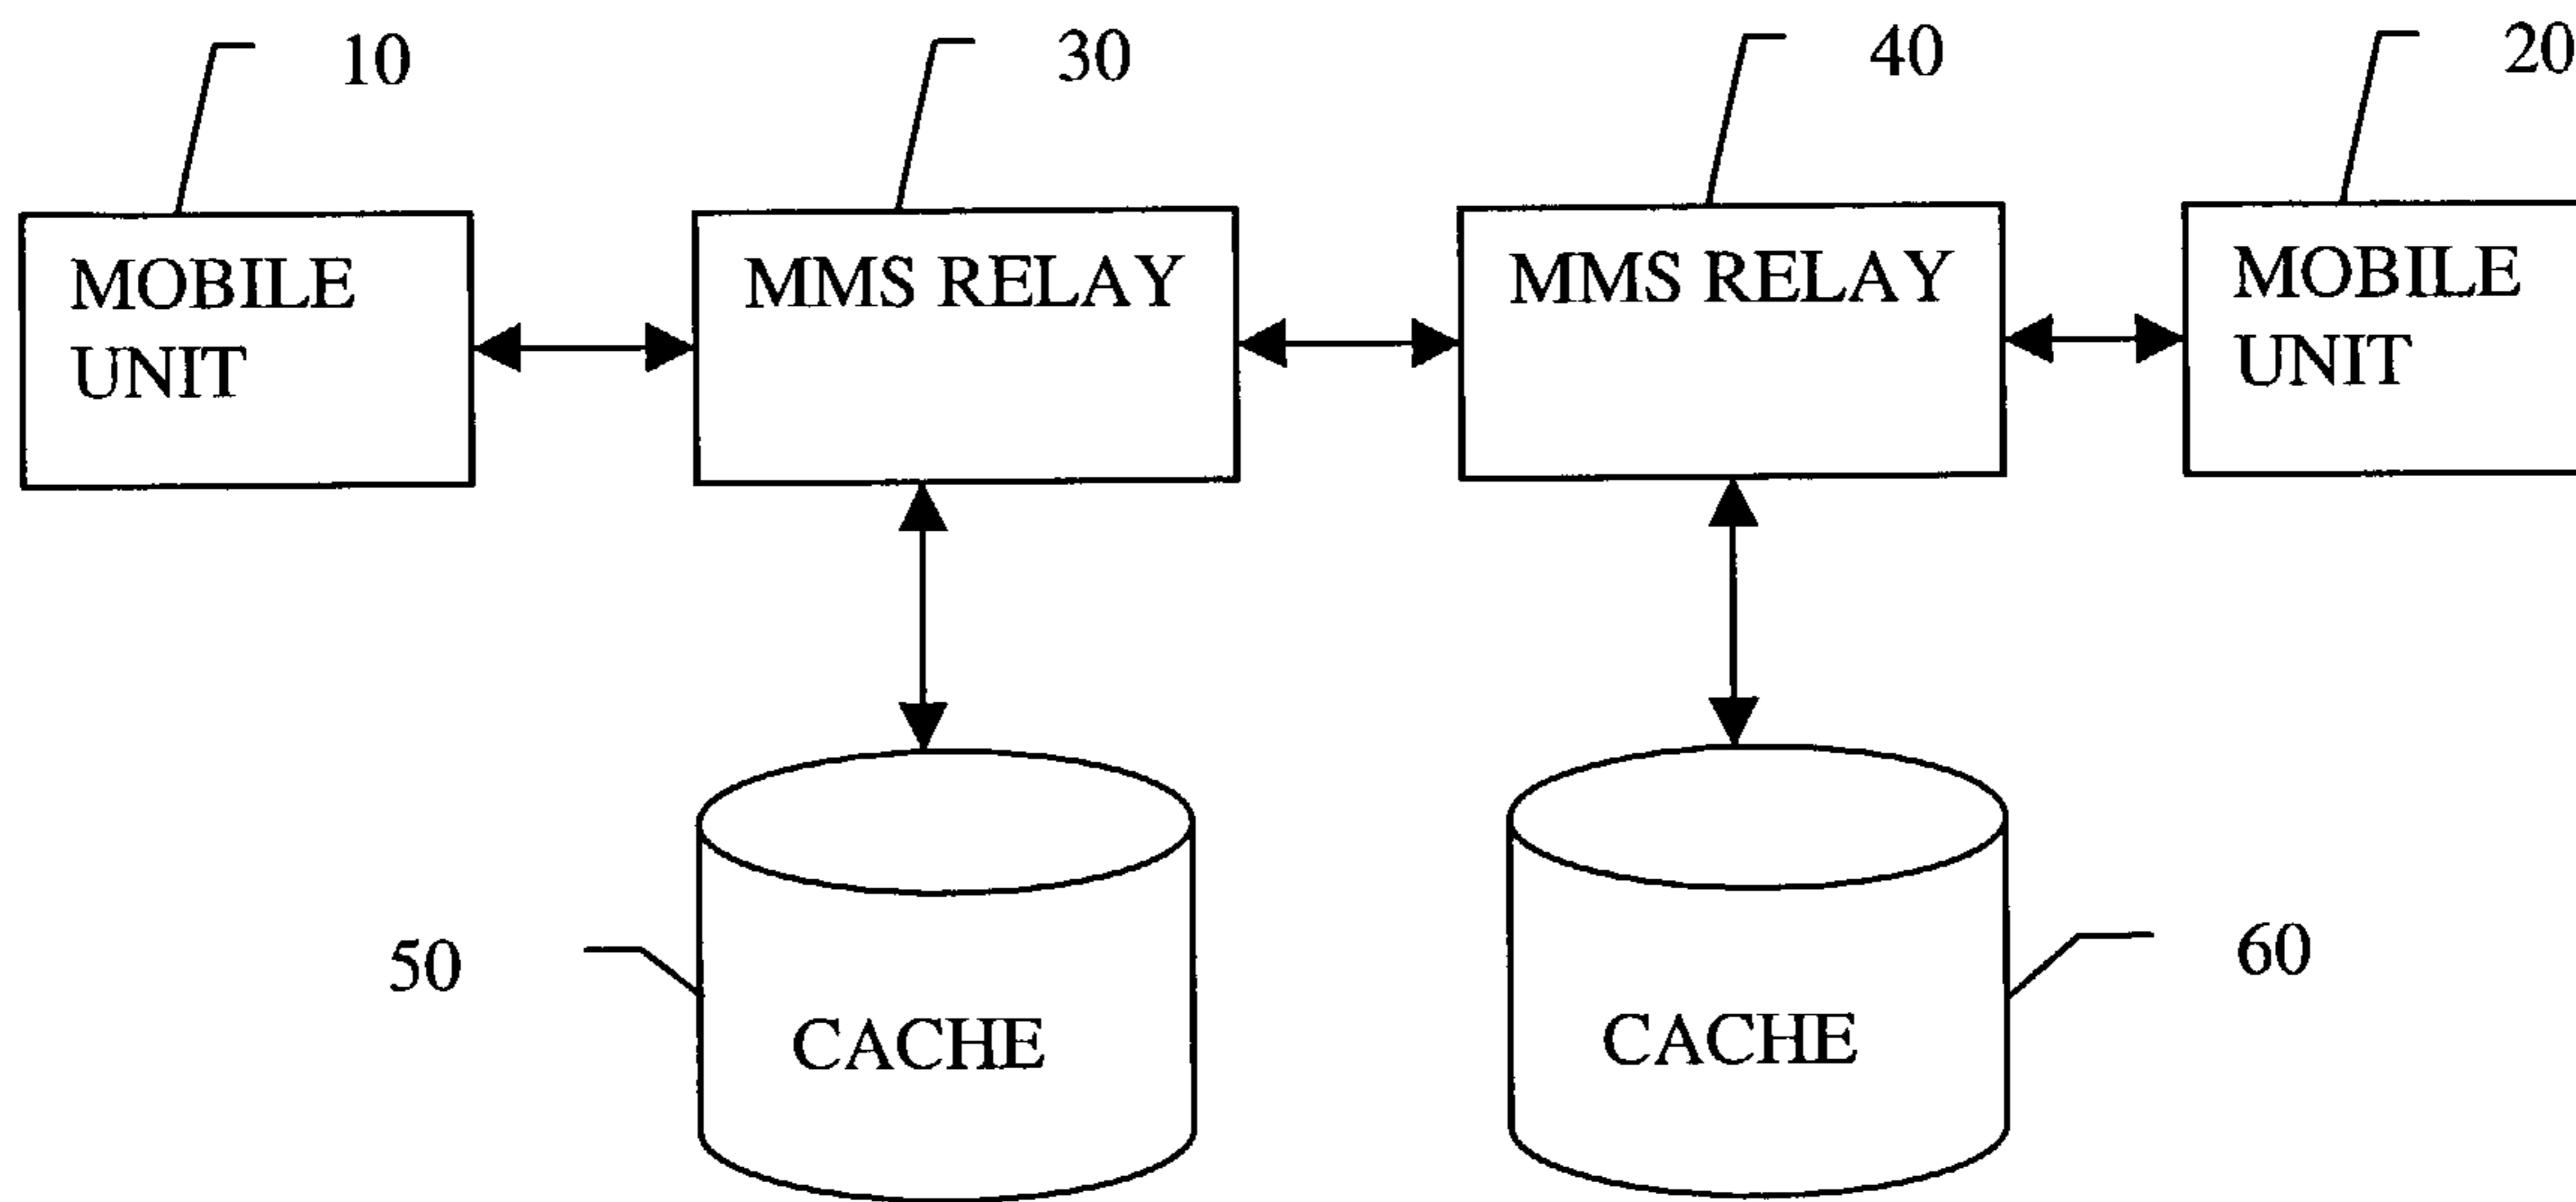 10
30
40
20
MOBILE
UNIT
MMS RELAY
MMS RELAY
MOBILE
UNIT
50
CACHE
CACHE
60